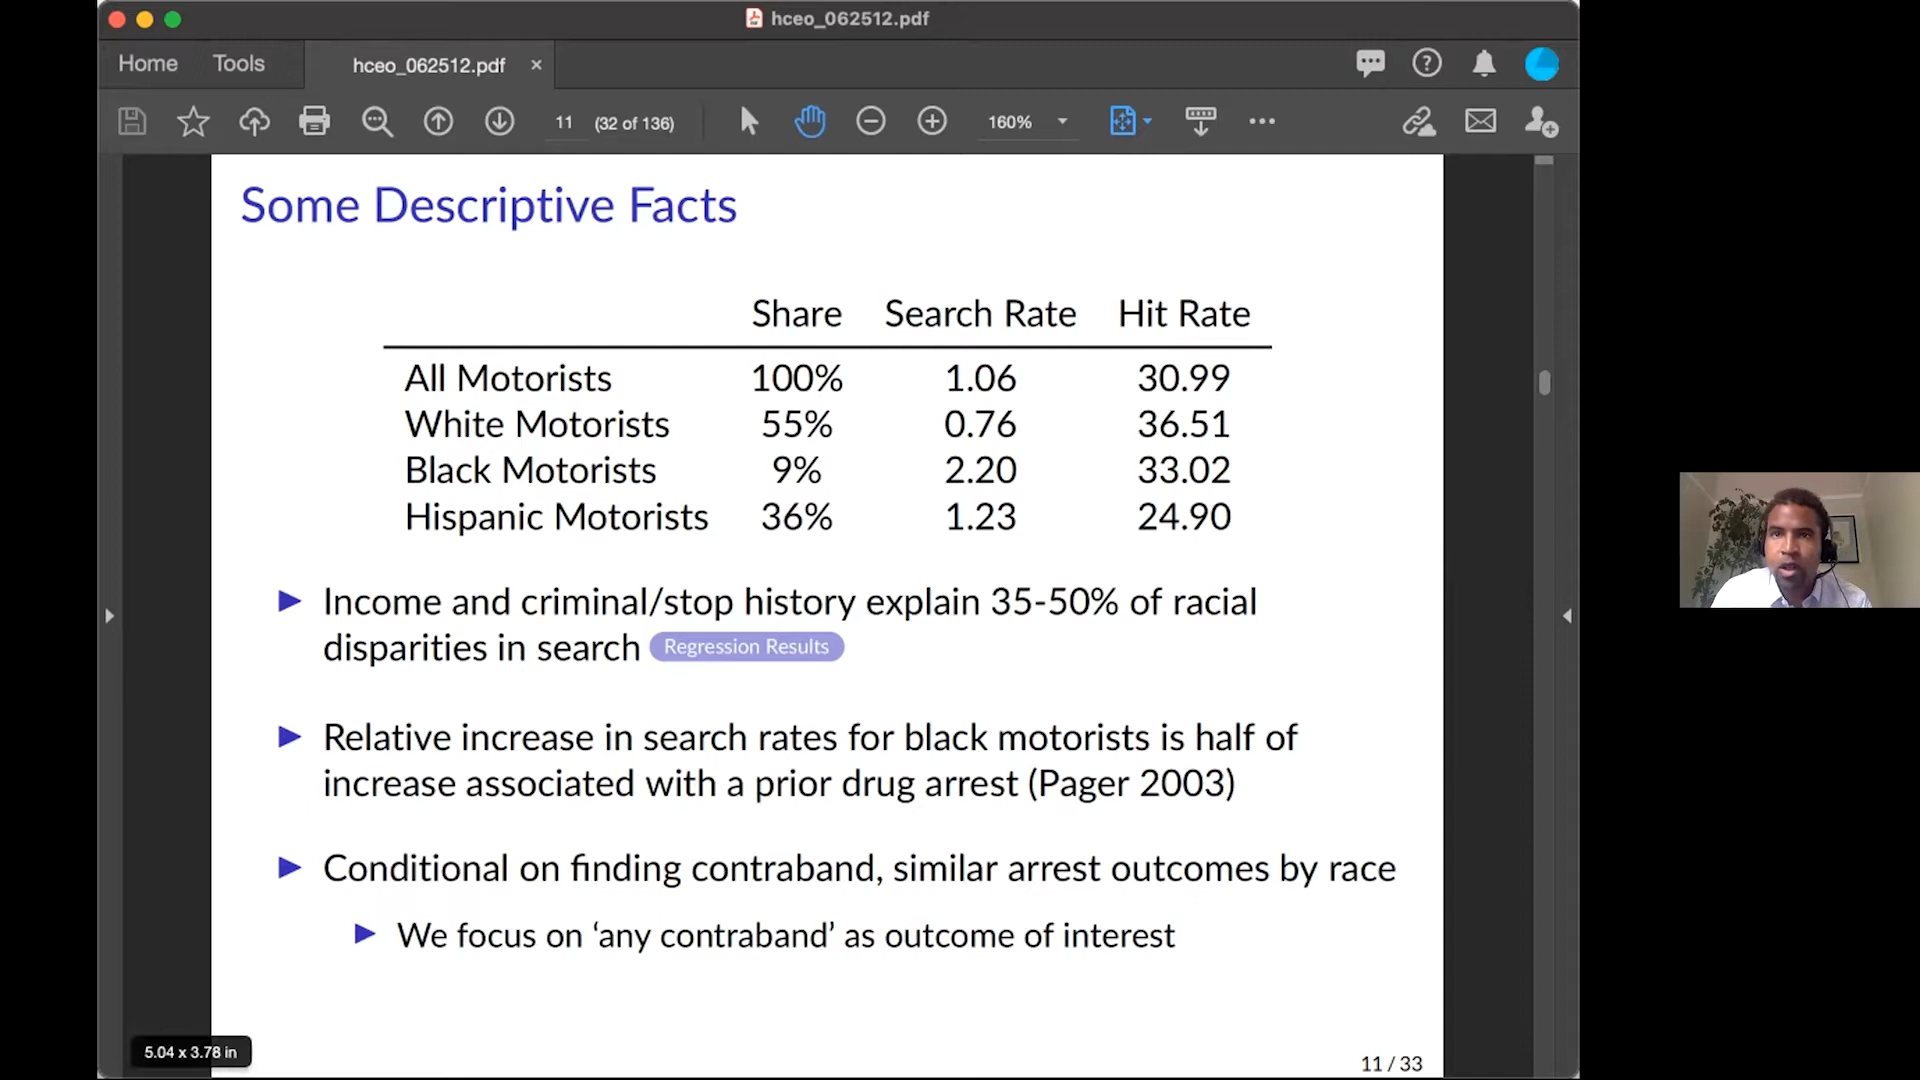 hceo_062512.pdf
Home Tools hceo_062512.pdf ×
11 (32 of 136) 160%
Some Descriptive Facts
Share Search Rate Hit Rate
All Motorists 100% 1.06 30.99
White Motorists 55% 0.76 36.51
Black Motorists 9% 2.20 33.02
Hispanic Motorists 36% 1.23 24.90
Income and criminal/stop history explain 35-50% of racial
disparities in search Regression Results
Relative increase in search rates for black motorists is half of
increase associated with a prior drug arrest (Pager 2003)
Conditional on finding contraband, similar arrest outcomes by race
We focus on ‘any contraband’ as outcome of interest
5.04 x 3.78 in
11 / 33